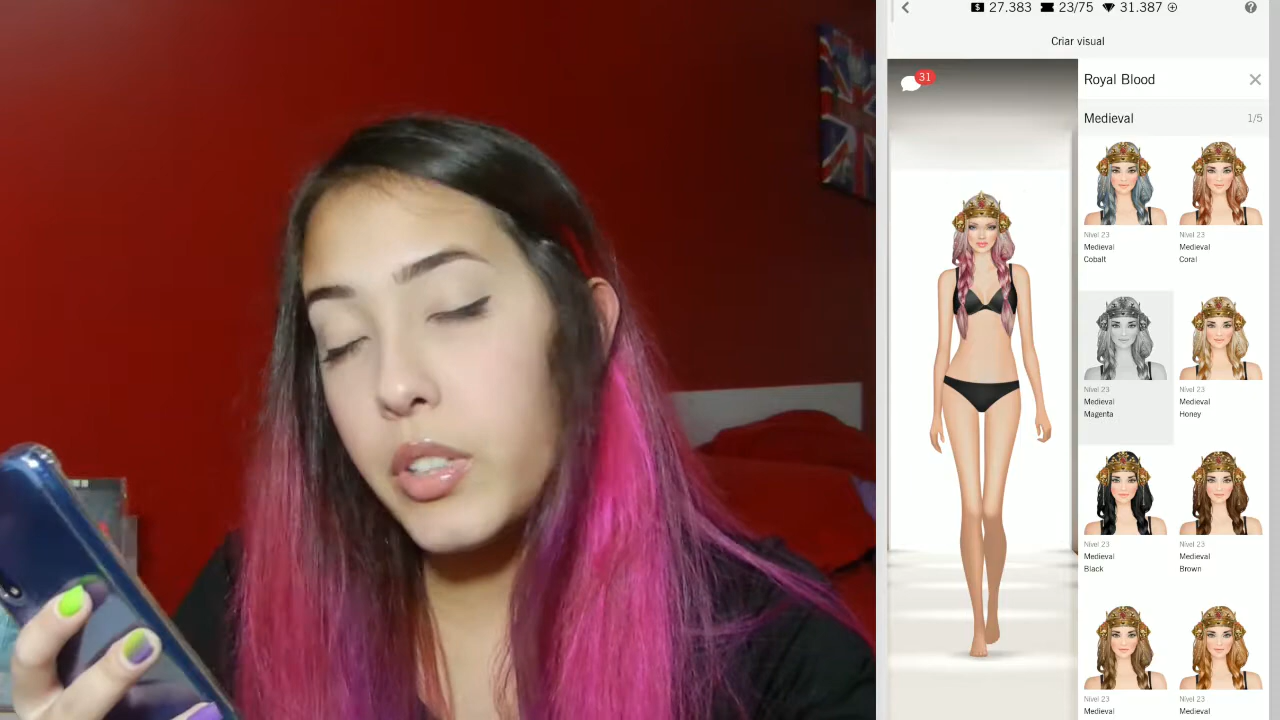 27.383 23/75 31.387
Criar visual
31
Royal Blood
Medieval 1/5
Nível 23
Medieval
Cobalt
Nível 23
Medieval
Coral
Nível 23
Medieval
Magenta
Nível 23
Medieval
Honey
Nível 23
Medieval
Black
Nível 23
Medieval
Brown
Nível 23
Medieval
Nível 23
Medieval